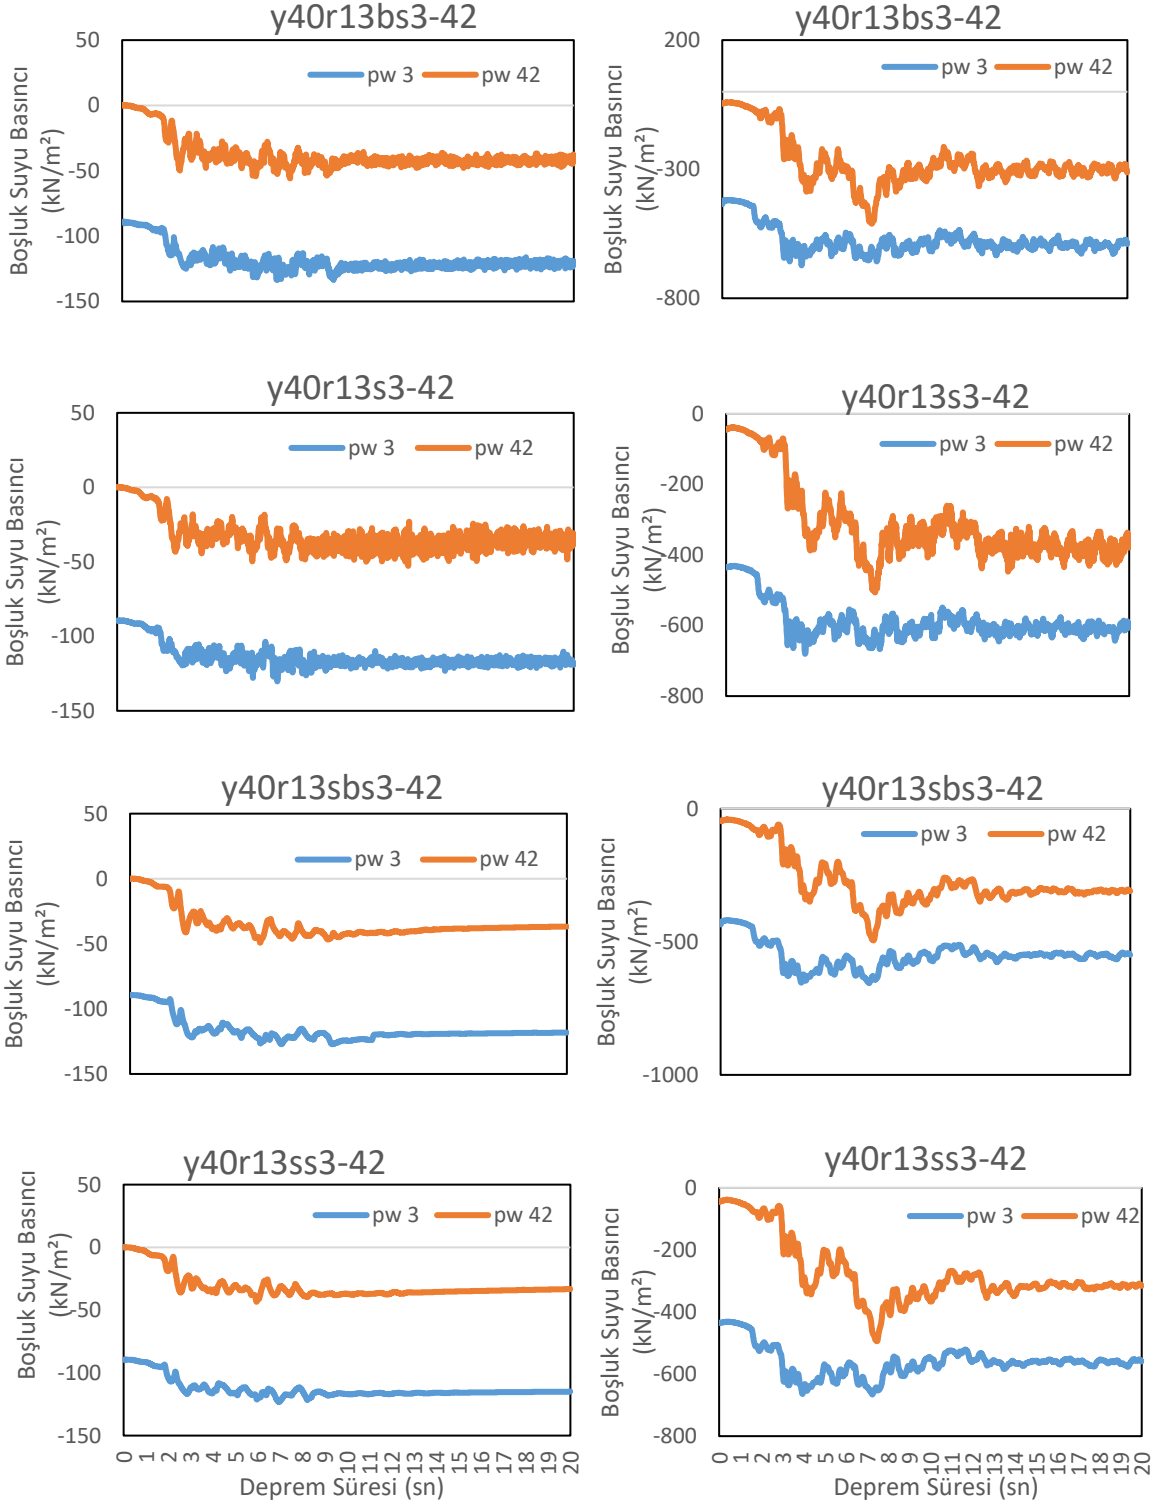 y40r13bs3-42
50
0
-50
-100
-150
Boşluk Suyu Basıncı
(kN/m²)
pw 3
pw 42
y40r13bs3-42
200
-300
-800
Boşluk Suyu Basıncı
(kN/m²)
pw 3
pw 42
y40r13s3-42
50
0
-50
-100
-150
Boşluk Suyu Basıncı
(kN/m²)
pw 3
pw 42
y40r13s3-42
0
-200
-400
-600
-800
Boşluk Suyu Basıncı
(kN/m²)
pw 3
pw 42
y40r13sbs3-42
50
0
-50
-100
-150
Boşluk Suyu Basıncı
(kN/m²)
pw 3
pw 42
y40r13sbs3-42
0
-500
-1000
Boşluk Suyu Basıncı
(kN/m²)
pw 3
pw 42
y40r13ss3-42
50
0
-50
-100
-150
Boşluk Suyu Basıncı
(kN/m²)
pw 3
pw 42
0 1 2 3 4 5 6 7 8 9 10 11 12 13 14 15 16 17 18 19 20
Deprem Süresi (sn)
y40r13ss3-42
0
-200
-400
-600
-800
Boşluk Suyu Basıncı
(kN/m²)
pw 3
pw 42
0 1 2 3 4 5 6 7 8 9 10 11 12 13 14 15 16 17 18 19 20
Deprem Süresi (sn)